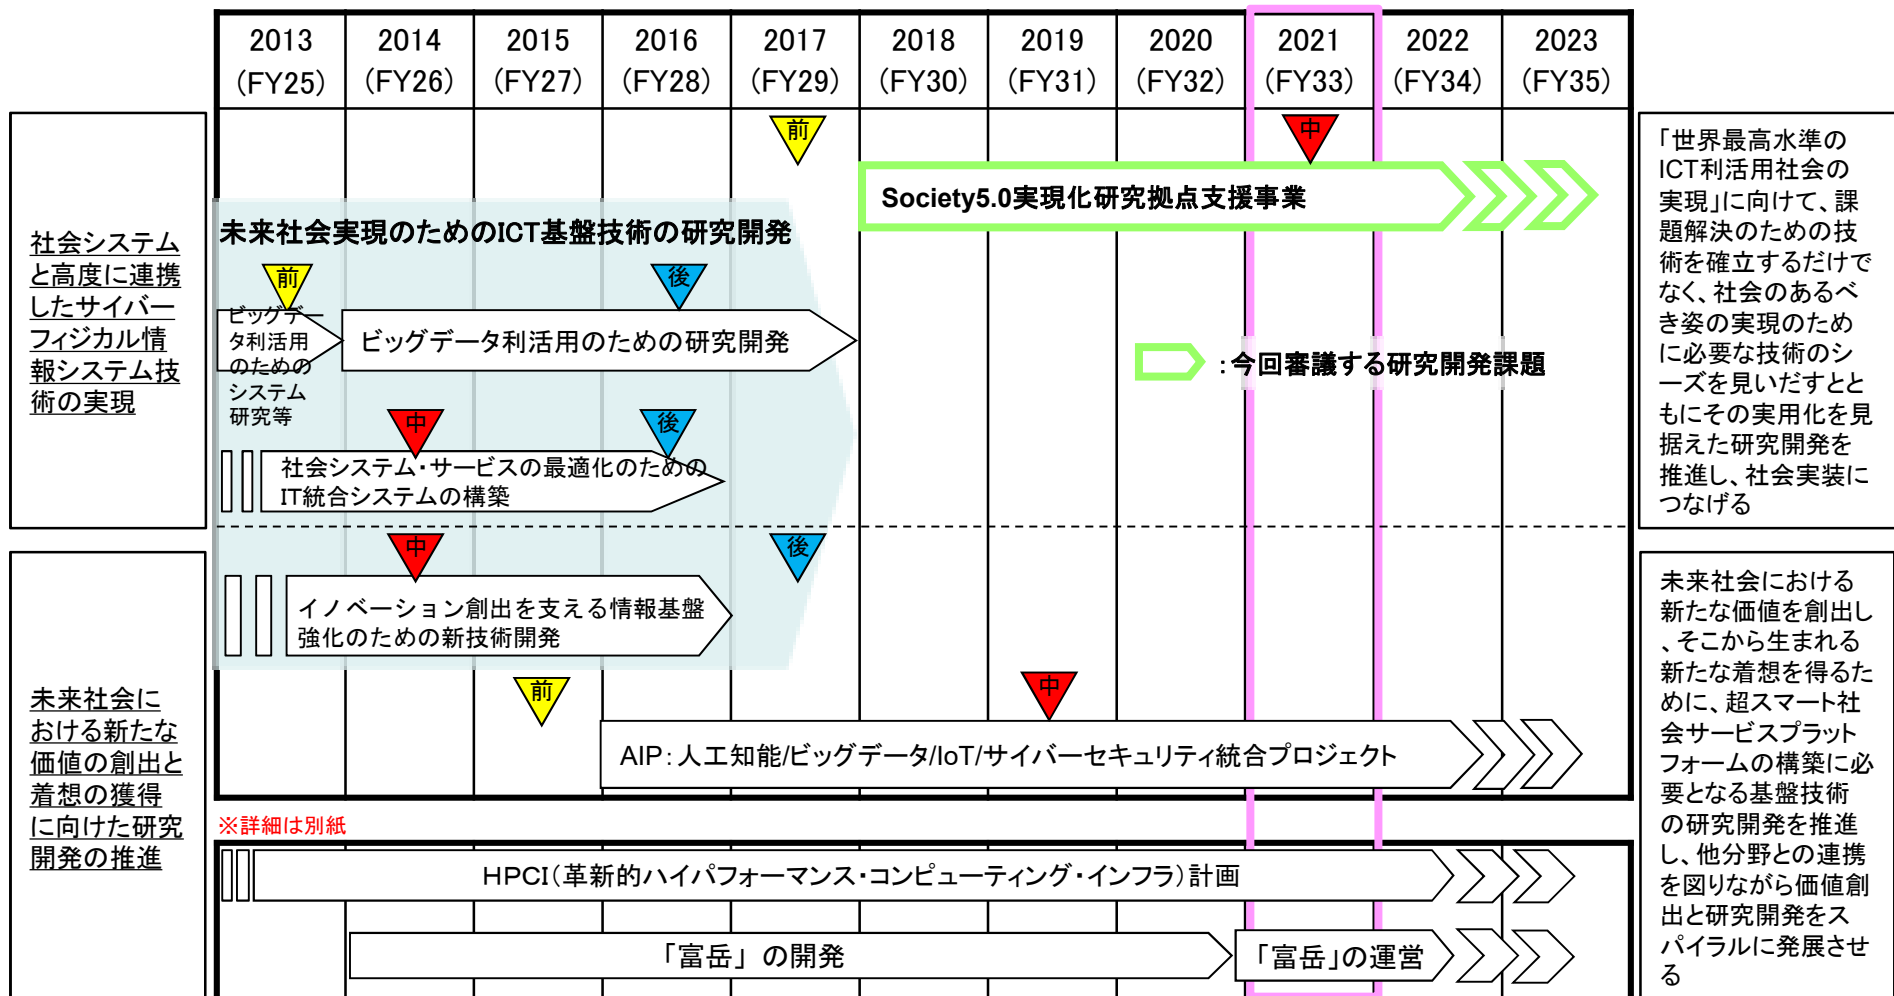 2013
(FY25)
2014
(FY26)
2015
(FY27)
2016
(FY28)
2017
(FY29)
2018
(FY30)
2019
(FY31)
2020
(FY32)
2021
(FY33)
2022
(FY34)
2023
(FY35)
社会システム
と高度に連携
したサイバー
フィジカル情
報システム技
術の実現
前
中
Society5.0実現化研究拠点支援事業
未来社会実現のためのICT基盤技術の研究開発
前
後
ビッグデー
タ利活用
のための
システム
研究等
ビッグデータ利活用のための研究開発
:今回審議する研究開発課題
中
後
社会システム・サービスの最適化のための
IT統合システムの構築
「世界最高水準の
ICT利活用社会の
実現」に向けて、課
題解決のための技
術を確立するだけで
なく、社会のあるべ
き姿の実現のため
に必要な技術のシ
ーズを見いだすとと
もにその実用化を見
据えた研究開発を
推進し、社会実装に
つなげる
未来社会に
おける新たな
価値の創出と
着想の獲得
に向けた研究
開発の推進
中
後
イノベーション創出を支える情報基盤
強化のための新技術開発
前
中
AIP:人工知能/ビッグデータ/IoT/サイバーセキュリティ統合プロジェクト
※詳細は別紙
HPCI(革新的ハイパフォーマンス・コンピューティング・インフラ)計画
「富岳」の開発
「富岳」の運営
未来社会における
新たな価値を創出し
、そこから生まれる
新たな着想を得るた
めに、超スマート社
会サービスプラット
フォームの構築に必
要となる基盤技術
の研究開発を推進
し、他分野との連携
を図りながら価値創
出と研究開発をス
パイラルに発展させ
る